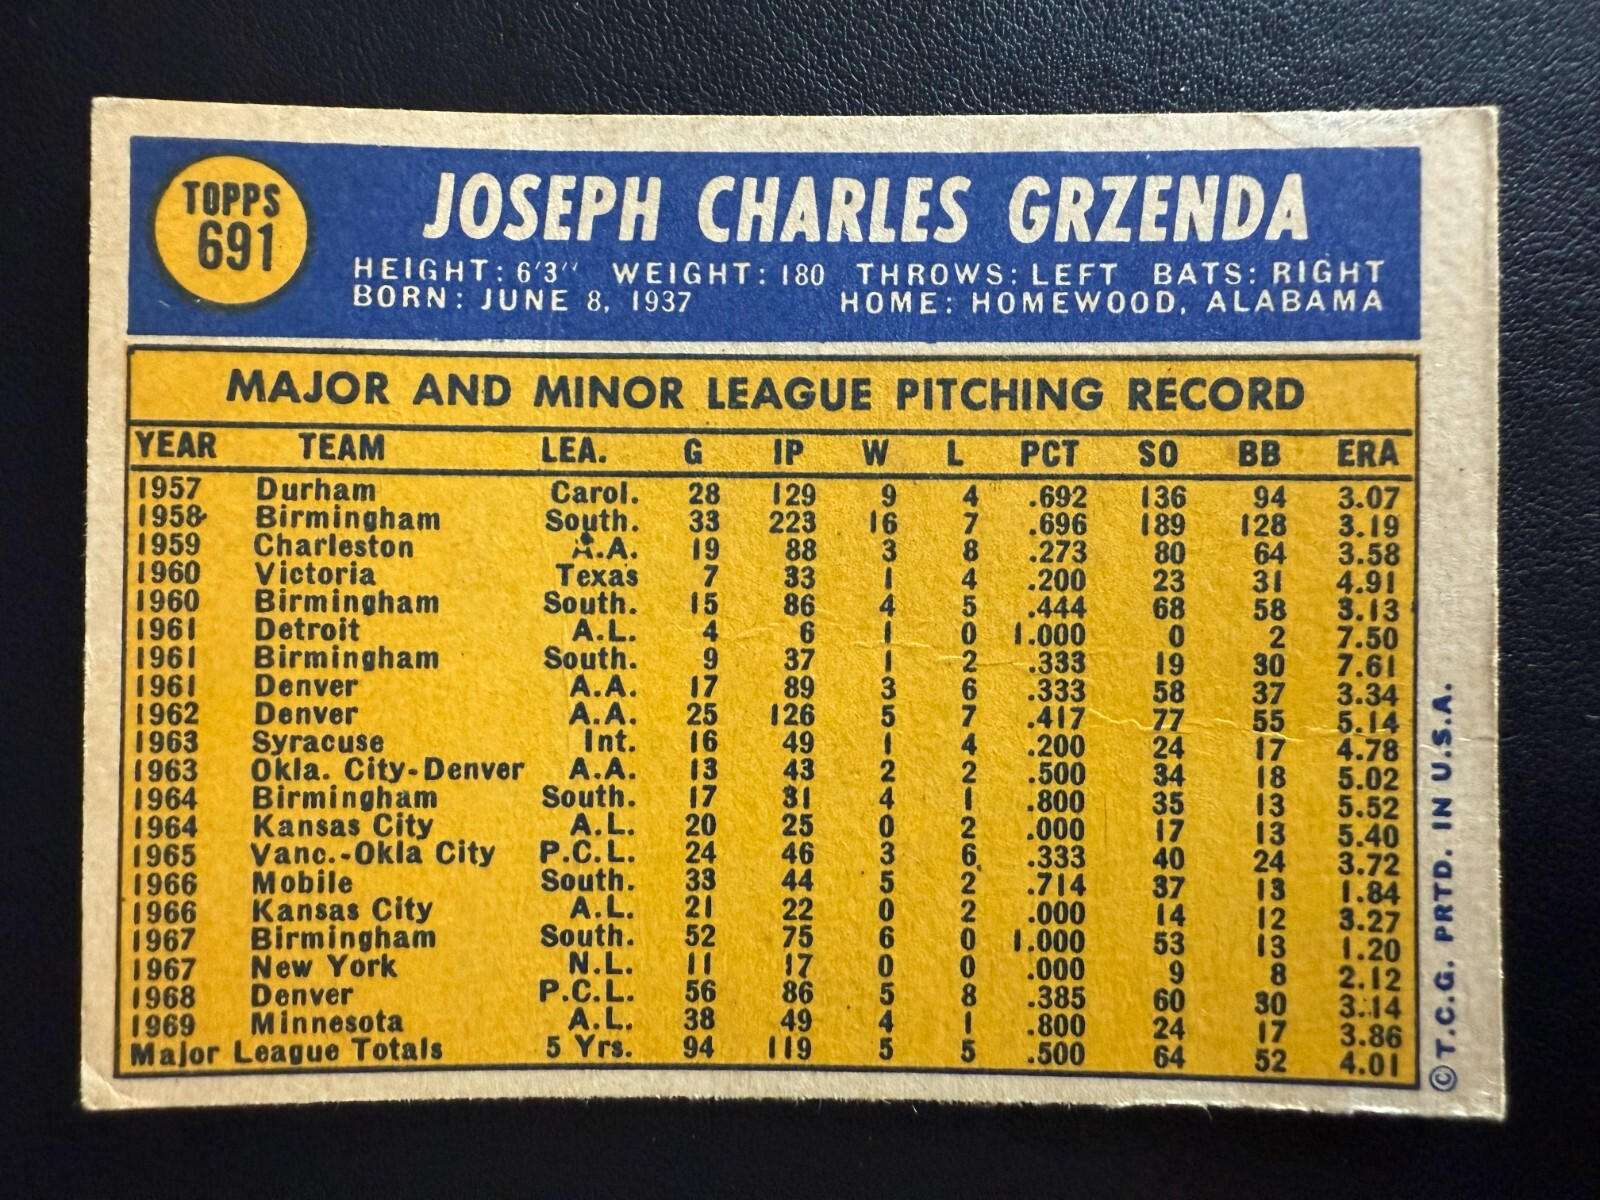 TOPPS
691
JOSEPH CHARLES GRZENDA
HEIGHT: 6'3" WEIGHT: 180 THROWS: LEFT BATS: RIGHT
BORN: JUNE 8, 1937 HOME: HOMEWOOD, ALABAMA
MAJOR AND MINOR LEAGUE PITCHING RECORD
YEAR TEAM LEA. G IP W L PCT SO BB ERA
1957 Durham Carol. 28 129 9 4 .692 136 94 3.07
1958 Birmingham South. 33 223 16 7 .696 189 128 3.19
1959 Charleston A.A. 19 88 3 8 .273 80 64 3.58
1960 Victoria Texas 7 33 1 4 .200 23 31 4.91
1960 Birmingham South. 15 86 4 5 .444 68 58 3.13
1961 Detroit A.L. 4 6 1 0 1.000 0 2 7.50
1961 Birmingham South. 9 37 1 2 .333 19 30 7.61
1961 Denver A.A. 17 89 3 6 .333 58 37 3.34
1962 Denver A.A. 25 126 5 7 .417 77 55 5.14
1963 Syracuse Int. 16 49 1 4 .200 24 17 4.78
1963 Okla. City-Denver A.A. 13 43 2 2 .500 34 18 5.02
1964 Birmingham South. 17 31 4 1 .800 35 13 5.52
1964 Kansas City A.L. 20 25 0 2 .000 17 13 5.40
1965 Vanc.-Okla City P.C.L. 24 46 3 6 .333 40 24 3.72
1966 Mobile South. 33 44 5 2 .714 37 13 1.84
1966 Kansas City A.L. 21 22 0 2 .000 14 12 3.27
1967 Birmingham South. 52 75 6 0 1.000 53 13 1.20
1967 New York N.L. 11 17 0 0 .000 9 8 2.12
1968 Denver P.C.L. 56 86 5 8 .385 60 30 3.14
1969 Minnesota A.L. 38 49 4 1 .800 24 17 3.86
Major League Totals 5 Yrs. 94 119 5 5 .500 64 52 4.01
© T.C.G. PRTD. IN U.S.A.